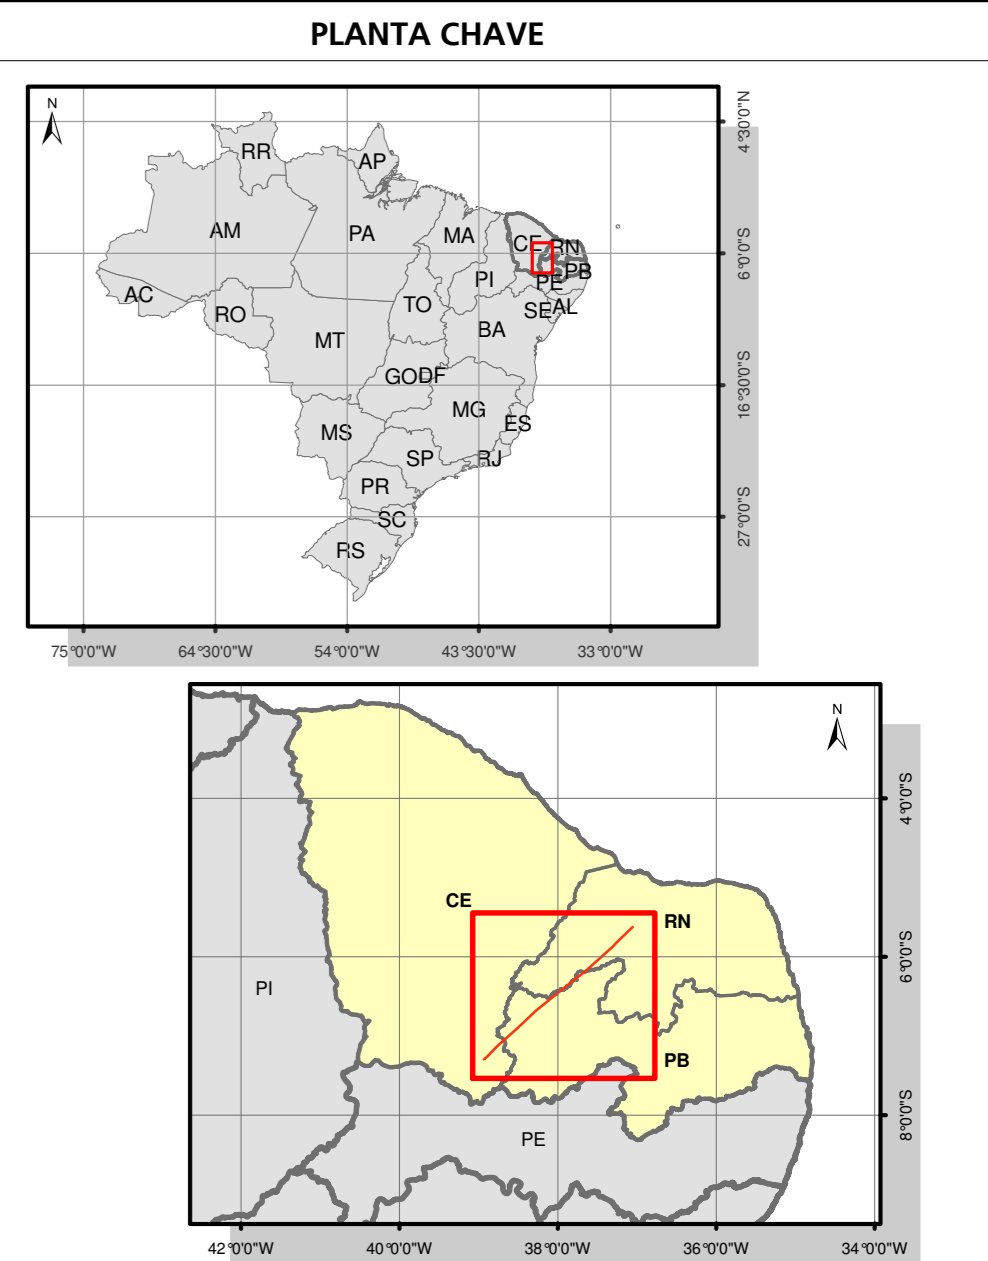 PLANTA CHAVE
N
4°30'0"N
RR
AP
AM
PA
MA
CE
RN
6°0'0"S
PI
PB
PE
AC
RO
TO
SE
AL
MT
BA
GO
DF
16°30'0"S
MG
MS
ES
SP
RJ
PR
SC
27°0'0"S
RS
75°0'0"W 64°30'0"W 54°0'0"W 43°30'0"W 33°0'0"W
N
4°0'0"S
CE
RN
6°0'0"S
PI
PB
8°0'0"S
PE
42°0'0"W 40°0'0"W 38°0'0"W 36°0'0"W 34°0'0"W